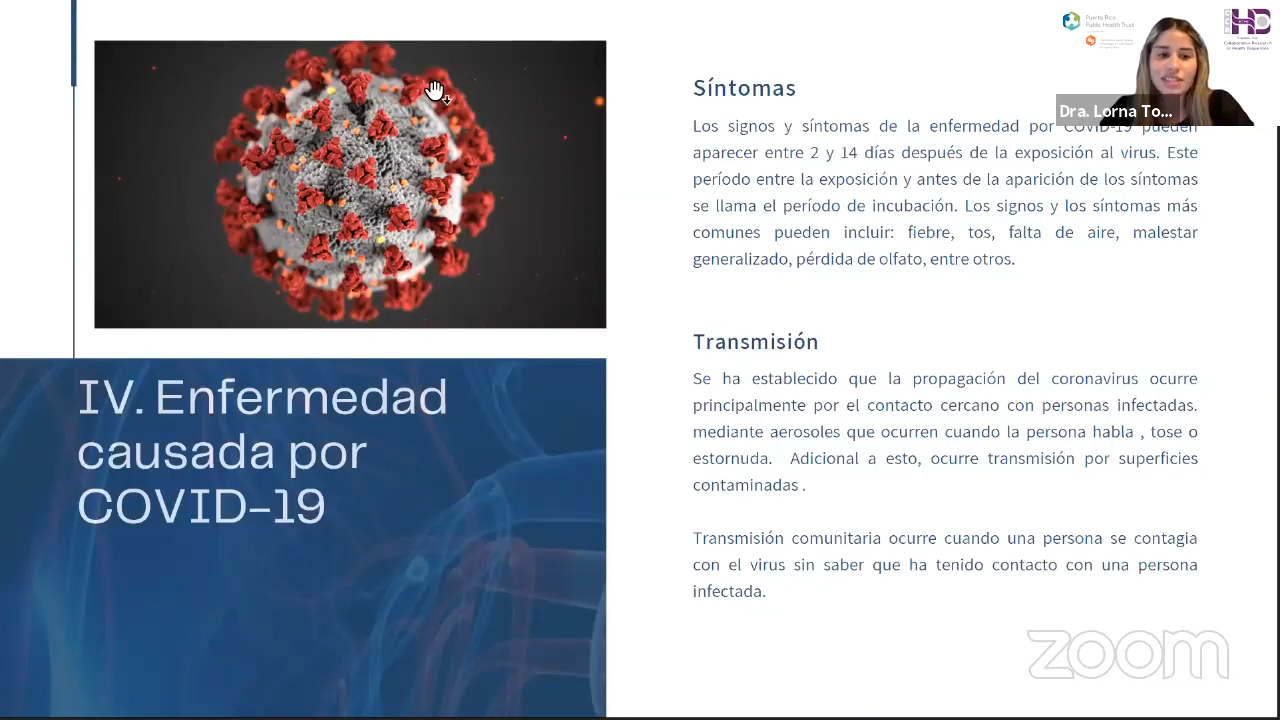 Puerto Rico
Public Health Trust
Dra. Lorna To...
Síntomas
Los signos y síntomas de la enfermedad por COVID-19 pueden
aparecer entre 2 y 14 días después de la exposición al virus. Este
período entre la exposición y antes de la aparición de los síntomas
se llama el período de incubación. Los signos y los síntomas más
comunes pueden incluir: fiebre, tos, falta de aire, malestar
generalizado, pérdida de olfato, entre otros.
Transmisión
Se ha establecido que la propagación del coronavirus ocurre
principalmente por el contacto cercano con personas infectadas.
mediante aerosoles que ocurren cuando la persona habla , tose o
estornuda. Adicional a esto, ocurre transmisión por superficies
contaminadas .
Transmisión comunitaria ocurre cuando una persona se contagia
con el virus sin saber que ha tenido contacto con una persona
infectada.
IV. Enfermedad
causada por
COVID-19
zoom